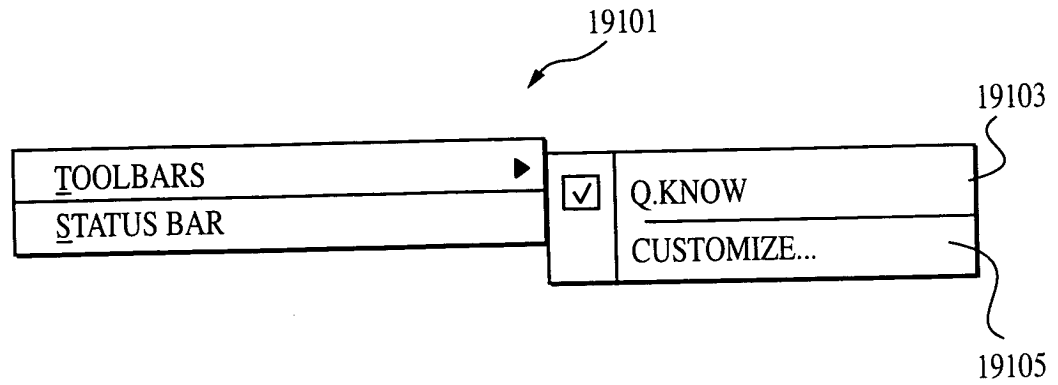 19101
19103
TOOLBARS
Q.KNOW
STATUS BAR
CUSTOMIZE...
19105